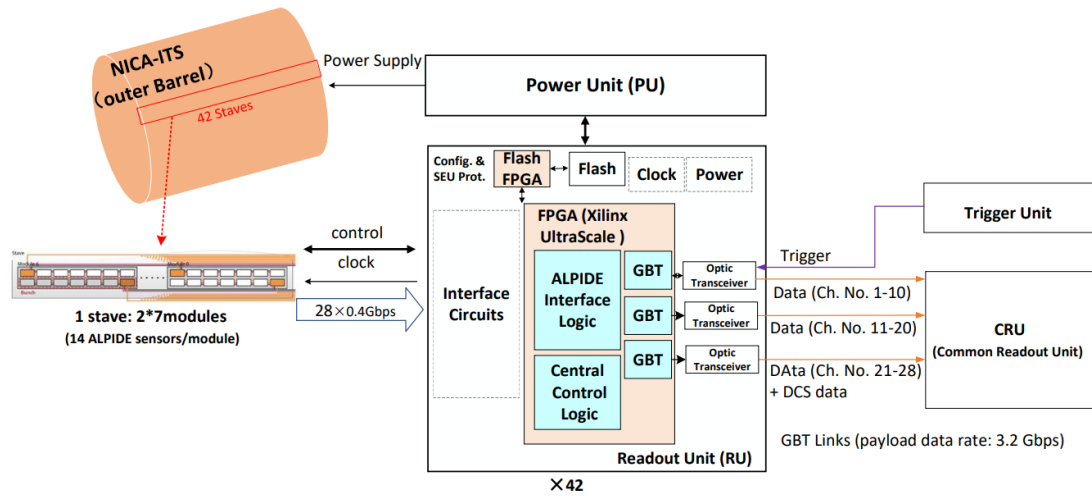 NICA-ITS
（outer Barrel）
42 Staves
Power Supply
Power Unit (PU)
Config. &
SEU Prot.
Flash
FPGA
Flash
Clock
Power
FPGA (Xilinx
UltraScale )
Trigger Unit
Stave
control
clock
28×0.4Gbps
1 stave: 2*7modules
(14 ALPIDE sensors/module)
Interface
Circuits
ALPIDE
Interface
Logic
Central
Control
Logic
GBT
GBT
GBT
Optic
Transceiver
Optic
Transceiver
Optic
Transceiver
Trigger
Data (Ch. No. 1-10)
Data (Ch. No. 11-20)
DAta (Ch. No. 21-28)
+ DCS data
CRU
(Common Readout Unit)
GBT Links (payload data rate: 3.2 Gbps)
Readout Unit (RU)
×42